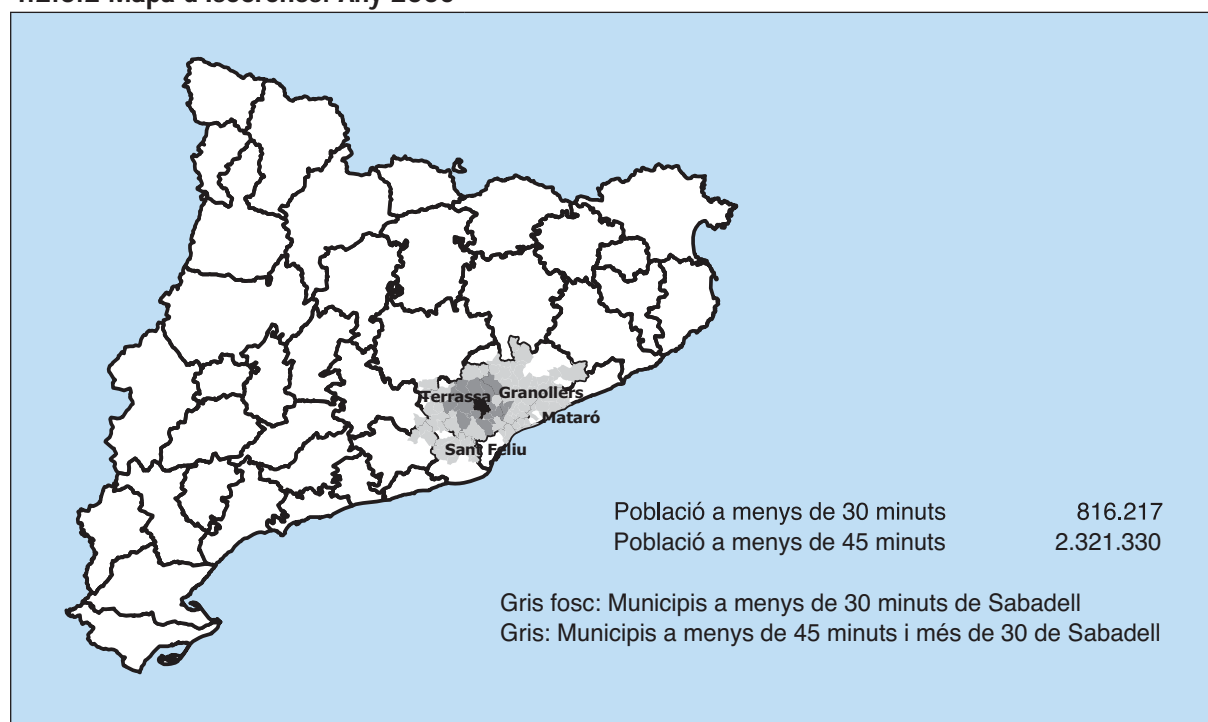 Terrassa
Granollers
Mataró
Sant Feliu
Població a menys de 30 minuts 816.217
Població a menys de 45 minuts 2.321.330
Gris fosc: Municipis a menys de 30 minuts de Sabadell
Gris: Municipis a menys de 45 minuts i més de 30 de Sabadell